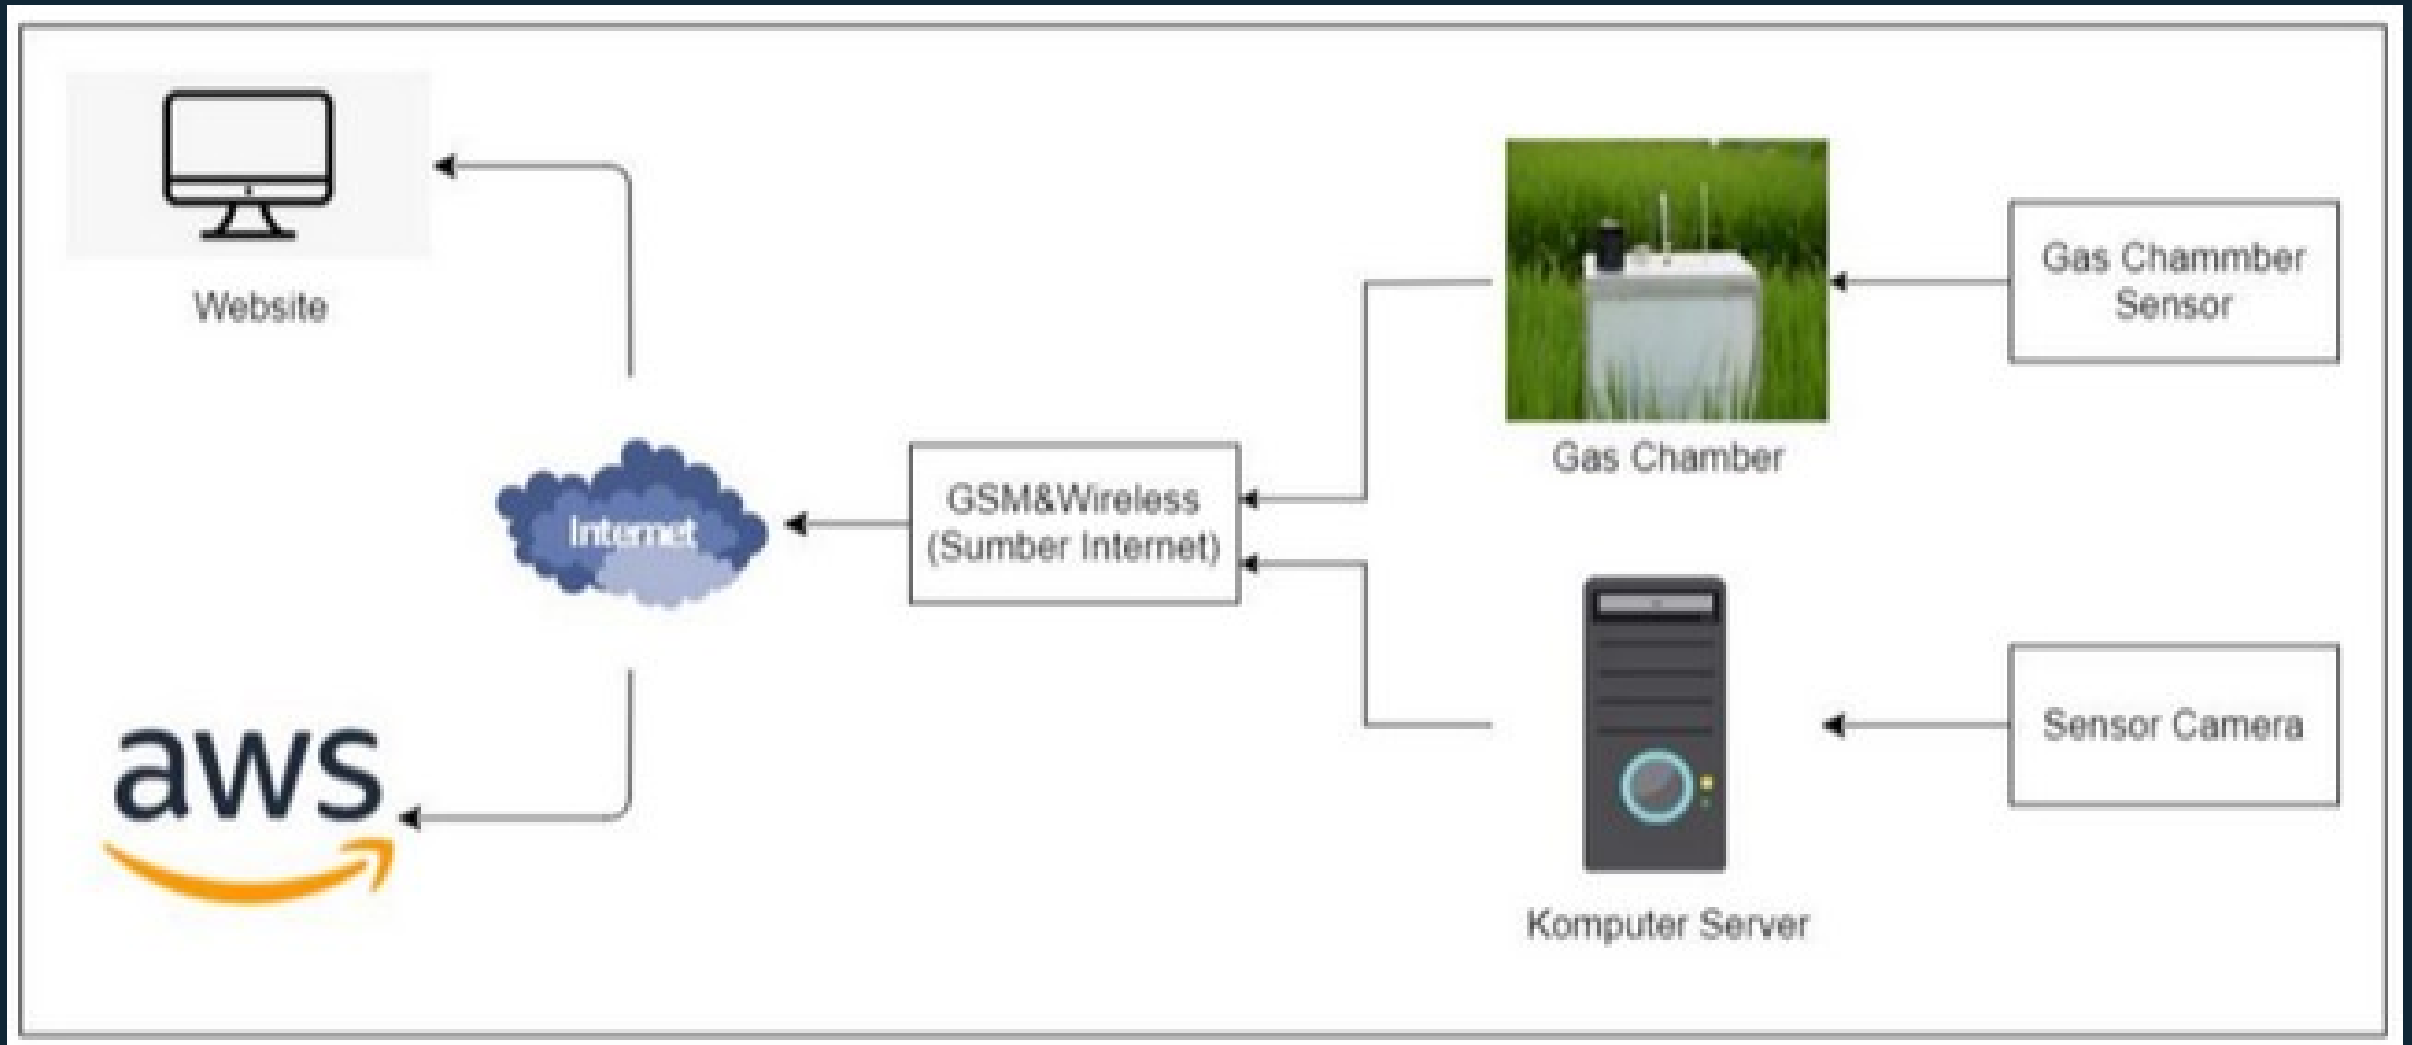 Website
Internet
aws
GSM&Wireless
(Sumber Internet)
Gas Chamber
Gas Chammber
Sensor
Komputer Server
Sensor Camera